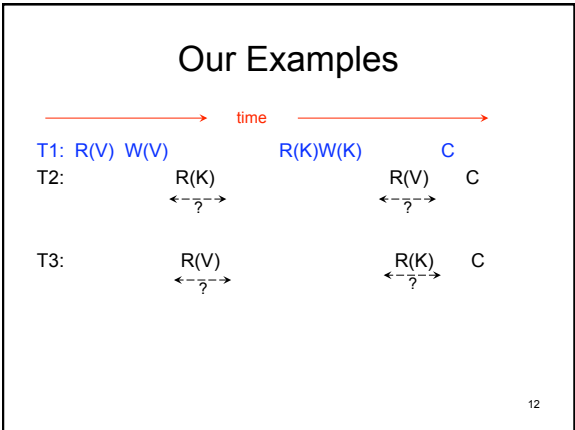 Our Examples
time
T1: R(V) W(V) R(K)W(K) C
T2: R(K) R(V) C
? ?
T3: R(V) R(K) C
? ?
12